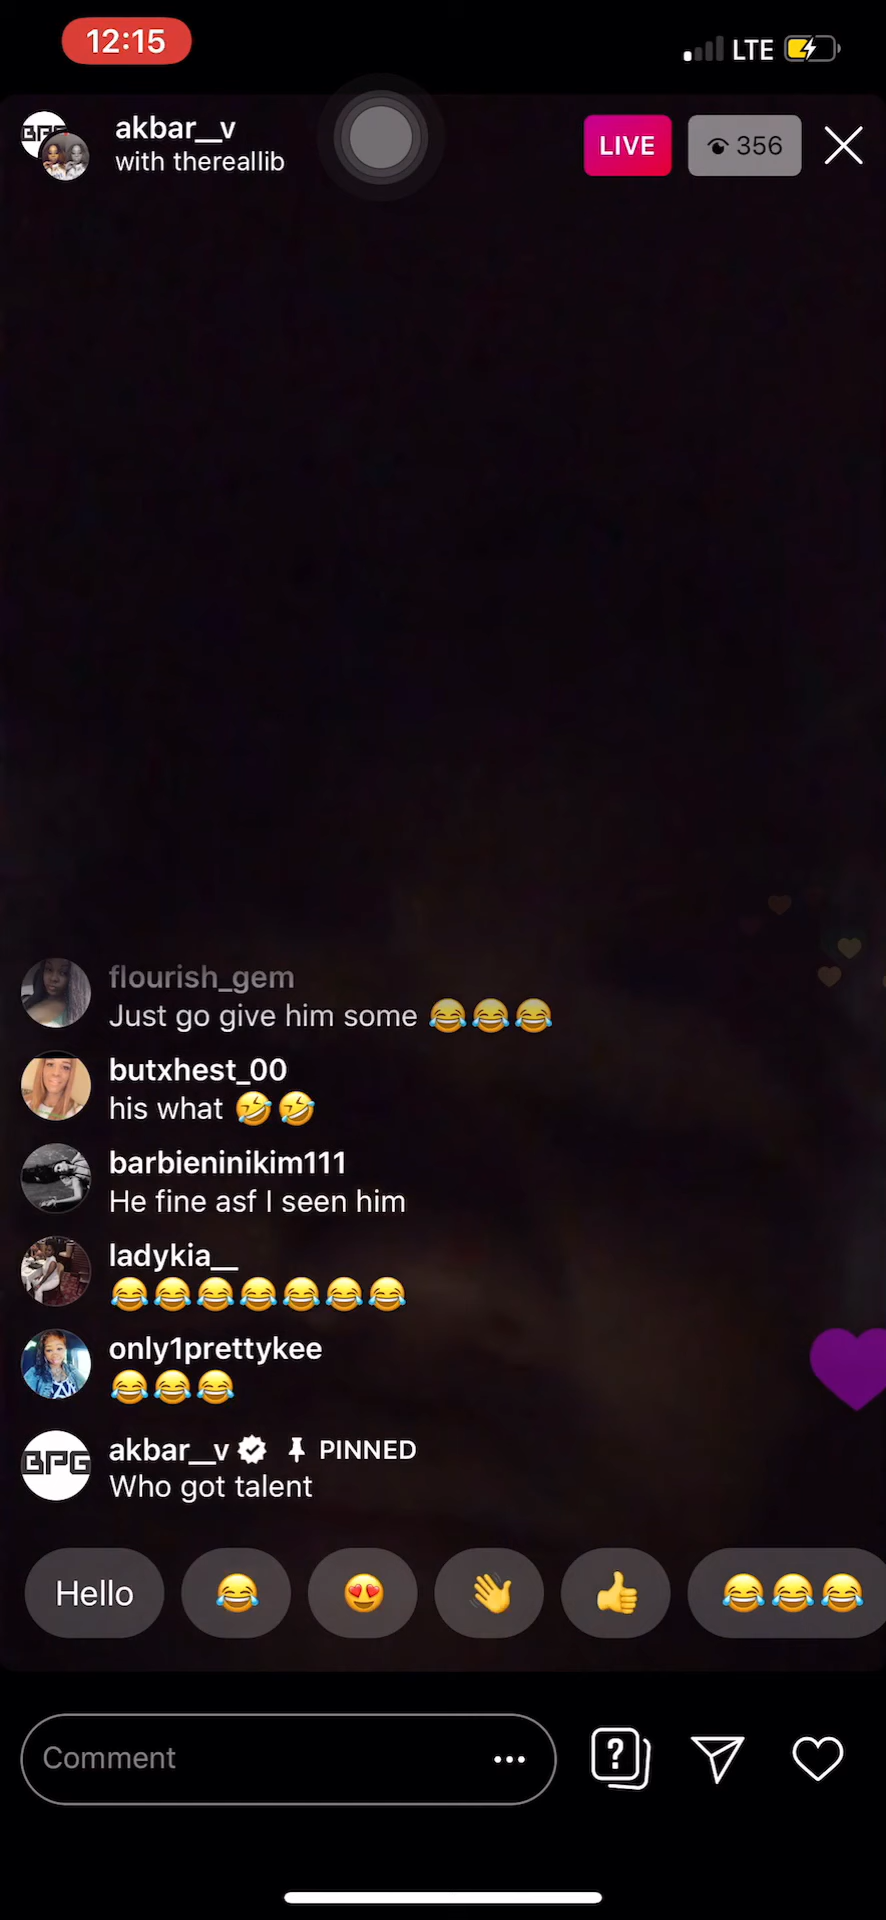 12:15
LTE
akbar__v
with thereallib
LIVE
356
flourish_gem
Just go give him some 😂😂😂
butxhest_00
his what 🤣🤣
barbieninikim111
He fine asf I seen him
ladykia__
😂😂😂😂😂😂😂
only1prettykee
😂😂😂
BPG
akbar__v PINNED
Who got talent
Hello 😂 😍 👋 👍 😂😂😂
Comment